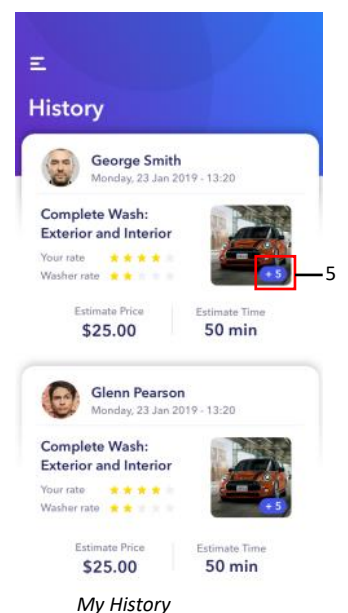 History
George Smith
Monday, 23 Jan 2019 - 13:20
Complete Wash:
Exterior and Interior
Your rate
Washer rate
+ 5
5
Estimate Price
Estimate Time
$25.00
50 min
Glenn Pearson
Monday, 23 Jan 2019 - 13:20
Complete Wash:
Exterior and Interior
Your rate
Washer rate
+ 5
Estimate Price
Estimate Time
$25.00
50 min
My History